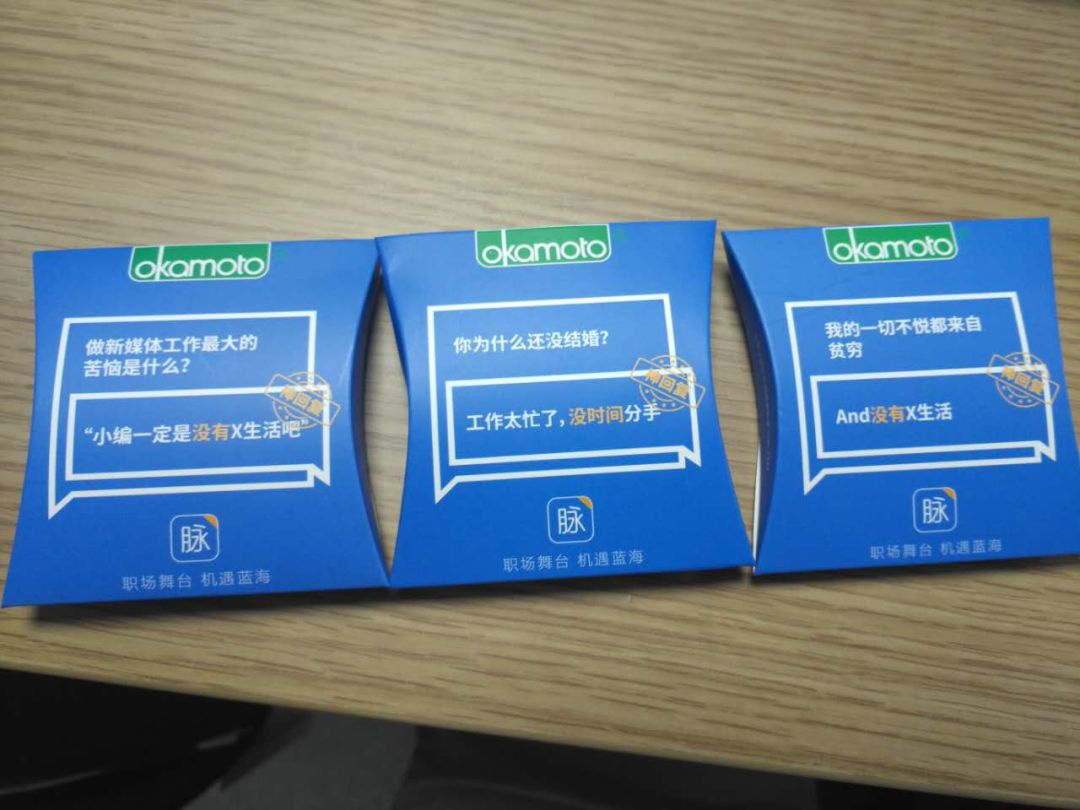 okamoto
做新媒体工作最大的
苦恼是什么?
“小编一定是没有X生活吧”
神回复
脉
职场舞台 机遇蓝海
okamoto
你为什么还没结婚?
工作太忙了,没时间分手
神回复
脉
职场舞台 机遇蓝海
okamoto
我的一切不悦都来自
贫穷
And没有X生活
神回复
脉
职场舞台 机遇蓝海